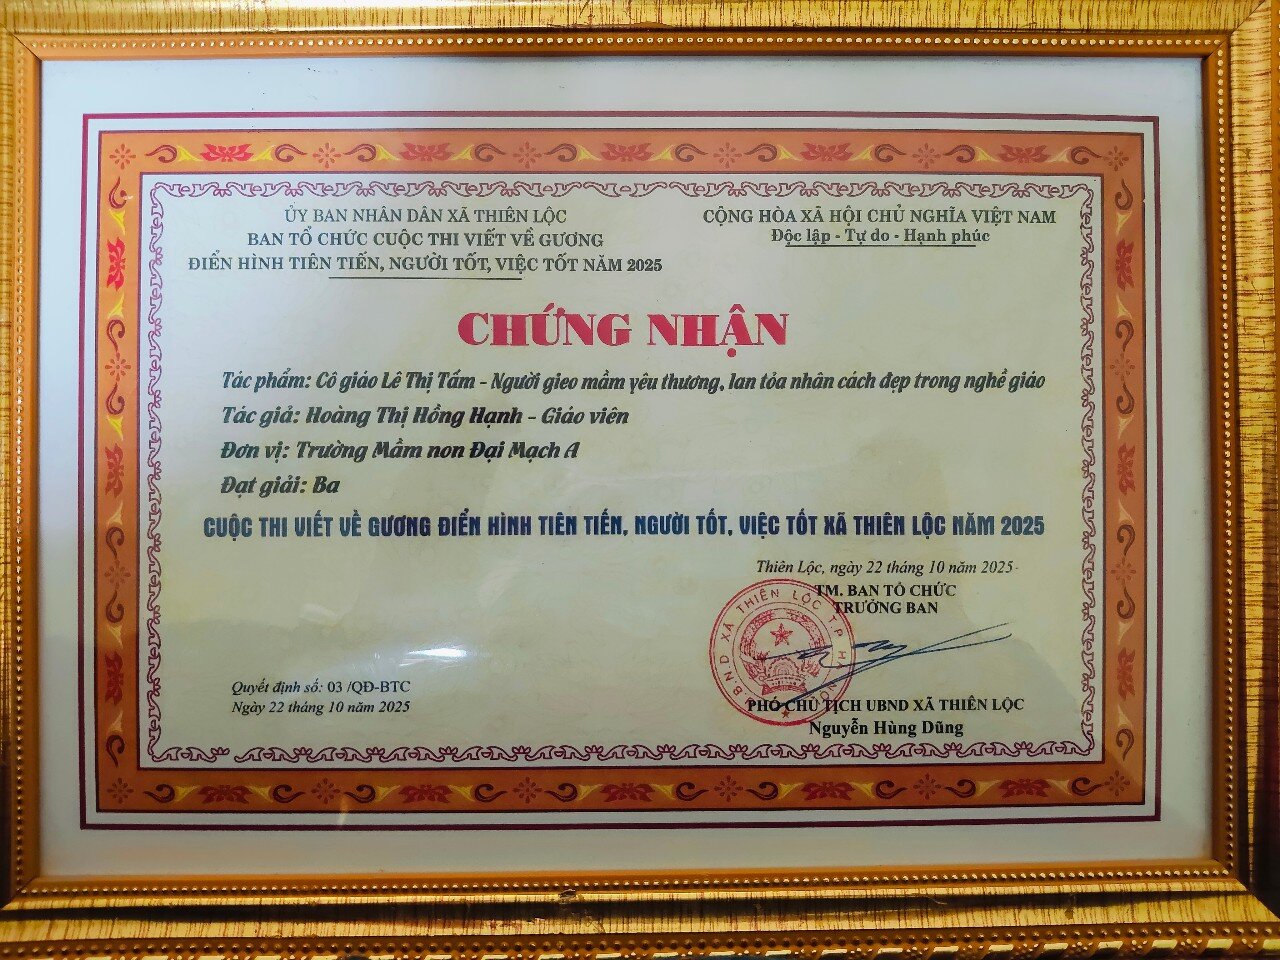 ỦY BAN NHÂN DÂN XÃ THIÊN LỘC
BAN TỔ CHỨC CUỘC THI VIẾT VỀ GƯƠNG
ĐIỂN HÌNH TIÊN TIẾN, NGƯỜI TỐT, VIỆC TỐT NĂM 2025
CỘNG HÒA XÃ HỘI CHỦ NGHĨA VIỆT NAM
Độc lập - Tự do - Hạnh phúc
CHỨNG NHẬN
Tác phẩm: Cô giáo Lê Thị Tấm - Người gieo mầm yêu thương, lan tỏa nhân cách đẹp trong nghề giáo
Tác giả: Hoàng Thị Hồng Hạnh - Giáo viên
Đơn vị: Trường Mầm non Đại Mạch A
Đạt giải: Ba
CUỘC THI VIẾT VỀ GƯƠNG ĐIỂN HÌNH TIÊN TIẾN, NGƯỜI TỐT, VIỆC TỐT XÃ THIÊN LỘC NĂM 2025
Thiên Lộc, ngày 22 tháng 10 năm 2025
TM. BAN TỔ CHỨC
TRƯỞNG BAN
U.B.N.D XÃ THIÊN LỘC T.P HÀ NỘI
PHÓ CHỦ TỊCH UBND XÃ THIÊN LỘC
Nguyễn Hùng Dũng
Quyết định số: 03 /QĐ-BTC
Ngày 22 tháng 10 năm 2025